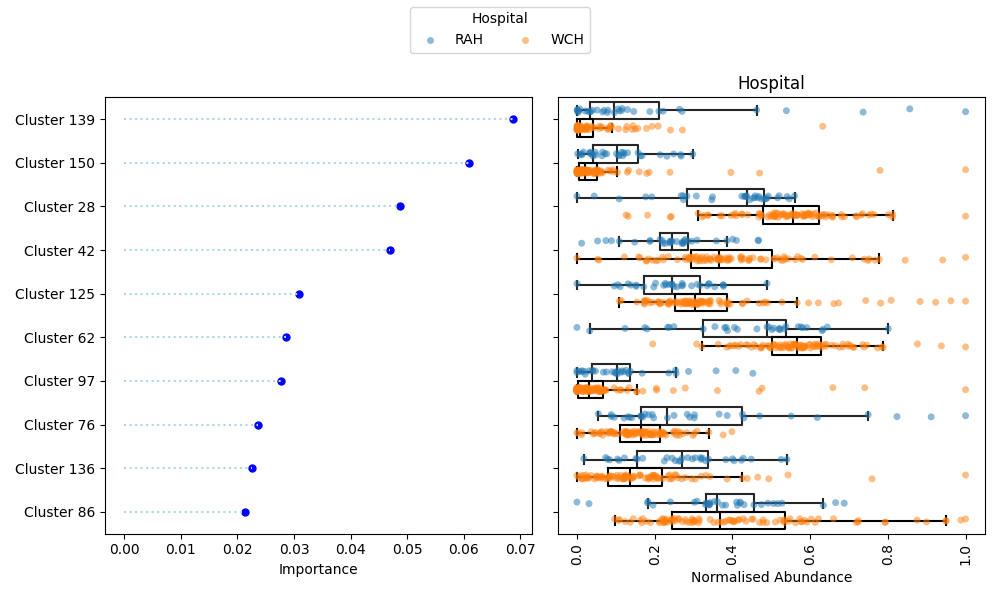 Hospital
RAH WCH
Hospital
Cluster 139
Cluster 150
Cluster 28
Cluster 42
Cluster 125
Cluster 62
Cluster 97
Cluster 76
Cluster 136
Cluster 86
0.00 0.01 0.02 0.03 0.04 0.05 0.06 0.07
Importance
0.0 0.2 0.4 0.6 0.8 1.0
Normalised Abundance